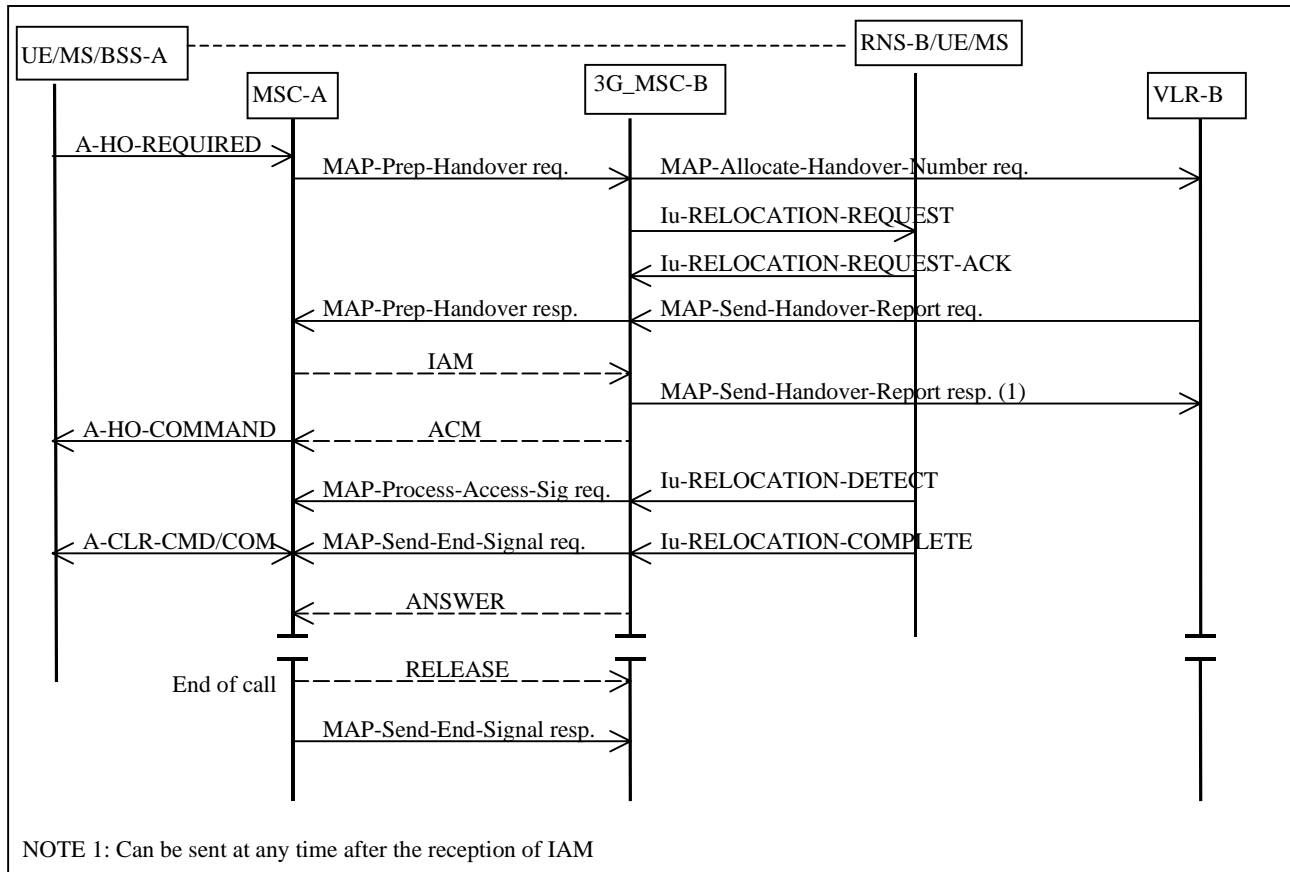 UE/MS/BSS-A
RNS-B/UE/MS
MSC-A
3G_MSC-B
VLR-B
A-HO-REQUIRED
MAP-Prep-Handover req.
MAP-Allocate-Handover-Number req.
Iu-RELOCATION-REQUEST
Iu-RELOCATION-REQUEST-ACK
MAP-Prep-Handover resp.
MAP-Send-Handover-Report req.
IAM
MAP-Send-Handover-Report resp. (1)
A-HO-COMMAND
ACM
Iu-RELOCATION-DETECT
MAP-Process-Access-Sig req.
A-CLR-CMD/COM
MAP-Send-End-Signal req.
Iu-RELOCATION-COMPLETE
ANSWER
RELEASE
End of call
MAP-Send-End-Signal resp.
NOTE 1: Can be sent at any time after the reception of IAM